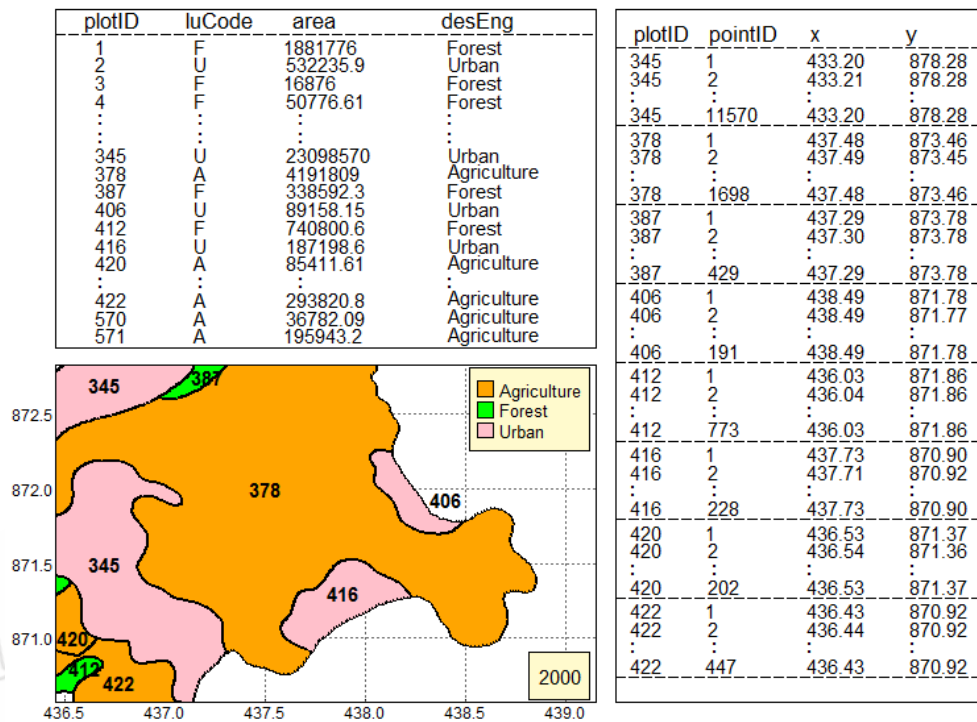 plotID luCode area desEng
1 F 1881776 Forest
2 U 532235.9 Urban
3 F 16876 Forest
4 F 50776.61 Forest
: : : :
: : : :
: : : :
345 U 23098570 Urban
378 A 4191809 Agriculture
387 F 338592.3 Forest
406 U 89158.15 Urban
412 F 740800.6 Forest
416 U 187198.6 Urban
420 A 85411.61 Agriculture
: : : :
422 A 293820.8 Agriculture
570 A 36782.09 Agriculture
571 A 195943.2 Agriculture
plotID pointID x y
345 1 433.20 878.28
345 2 433.21 878.28
: : : :
345 11570 433.20 878.28
378 1 437.48 873.46
378 2 437.49 873.45
: : : :
378 1698 437.48 873.46
387 1 437.29 873.78
387 2 437.30 873.78
: : : :
387 429 437.29 873.78
406 1 438.49 871.78
406 2 438.49 871.77
: : : :
406 191 438.49 871.78
412 1 436.03 871.86
412 2 436.04 871.86
: : : :
412 773 436.03 871.86
416 1 437.73 870.90
416 2 437.71 870.92
: : : :
416 228 437.73 870.90
420 1 436.53 871.37
420 2 436.54 871.36
: : : :
420 202 436.53 871.37
422 1 436.43 870.92
422 2 436.44 870.92
: : : :
422 447 436.43 870.92
345
387
Agriculture
Forest
Urban
872.5
872.0
378
406
871.5
345
416
871.0
420
412
422
2000
436.5 437.0 437.5 438.0 438.5 439.0